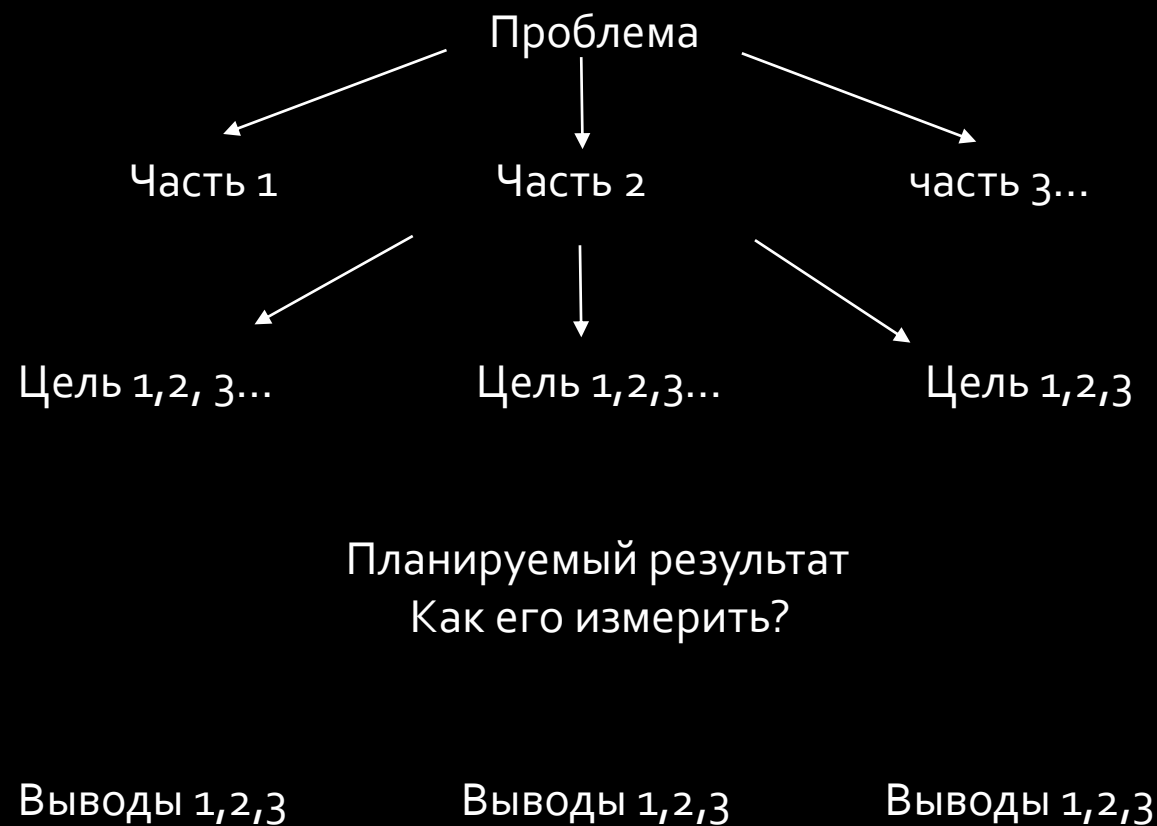 Проблема
Часть 1 Часть 2 часть 3...
Цель 1,2, 3... Цель 1,2,3... Цель 1,2,3
Планируемый результат
Как его измерить?
Выводы 1,2,3 Выводы 1,2,3 Выводы 1,2,3